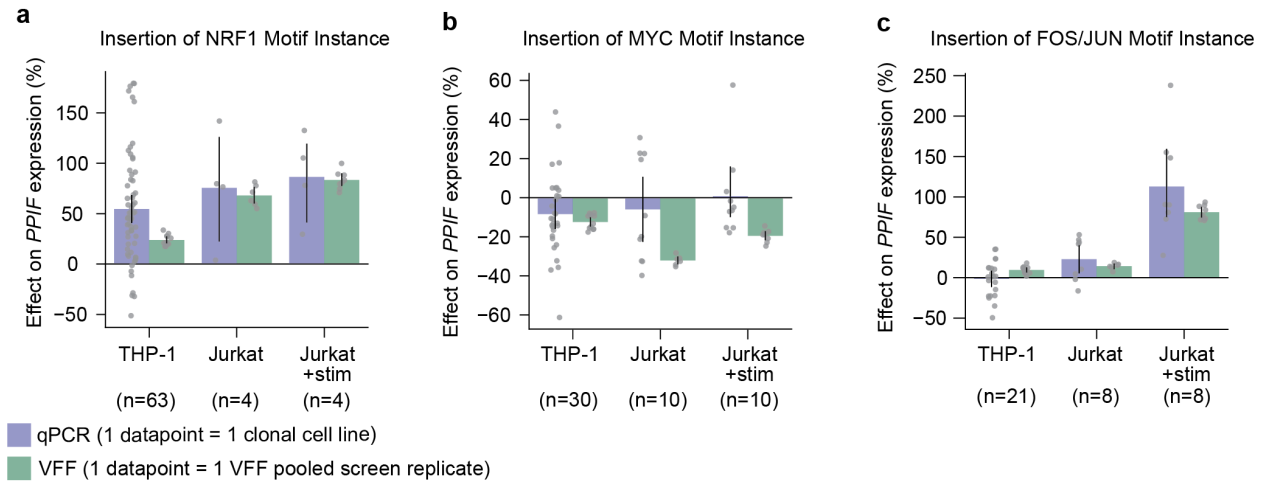 a
Insertion of NRF1 Motif Instance
Effect on PPIF expression (%)
150
100
50
0
−50
THP-1
Jurkat
Jurkat
+stim
(n=63)
(n=4)
(n=4)
b
Insertion of MYC Motif Instance
Effect on PPIF expression (%)
60
40
20
0
−20
−40
−60
THP-1
Jurkat
Jurkat
+stim
(n=30)
(n=10)
(n=10)
c
Insertion of FOS/JUN Motif Instance
Effect on PPIF expression (%)
250
200
150
100
50
0
−50
THP-1
Jurkat
Jurkat
+stim
(n=21)
(n=8)
(n=8)
qPCR (1 datapoint = 1 clonal cell line)
VFF (1 datapoint = 1 VFF pooled screen replicate)